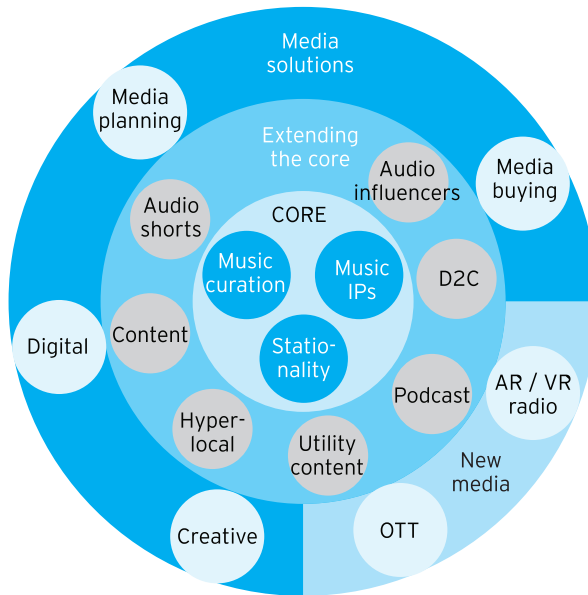 Media
solutions
Media
planning
Extending
the core
Media
buying
Audio
influencers
Audio
shorts
CORE
Music
curation
Music
IPs
D2C
Content
Digital
Statio-
nality
AR / VR
radio
Podcast
Hyper-
local
Utility
content
New
media
Creative
OTT